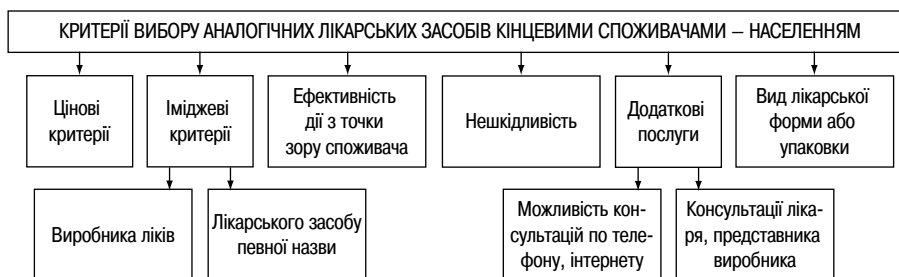 КРИТЕРІЇ ВИБОРУ АНАЛОГІЧНИХ ЛІКАРСЬКИХ ЗАСОБІВ КІНЦЕВИМИ СПОЖИВАЧАМИ – НАСЕЛЕННЯМ
Цінові
критерії
Іміджеві
критерії
Ефективність
дії з точки
зору споживача
Нешкідливість
Додаткові
послуги
Вид лікарської
форми або
упаковки
Виробника ліків
Лікарського засобу
певної назви
Можливість кон-
сультацій по теле-
фону, інтернету
Консультації ліка-
ря, представника
виробника